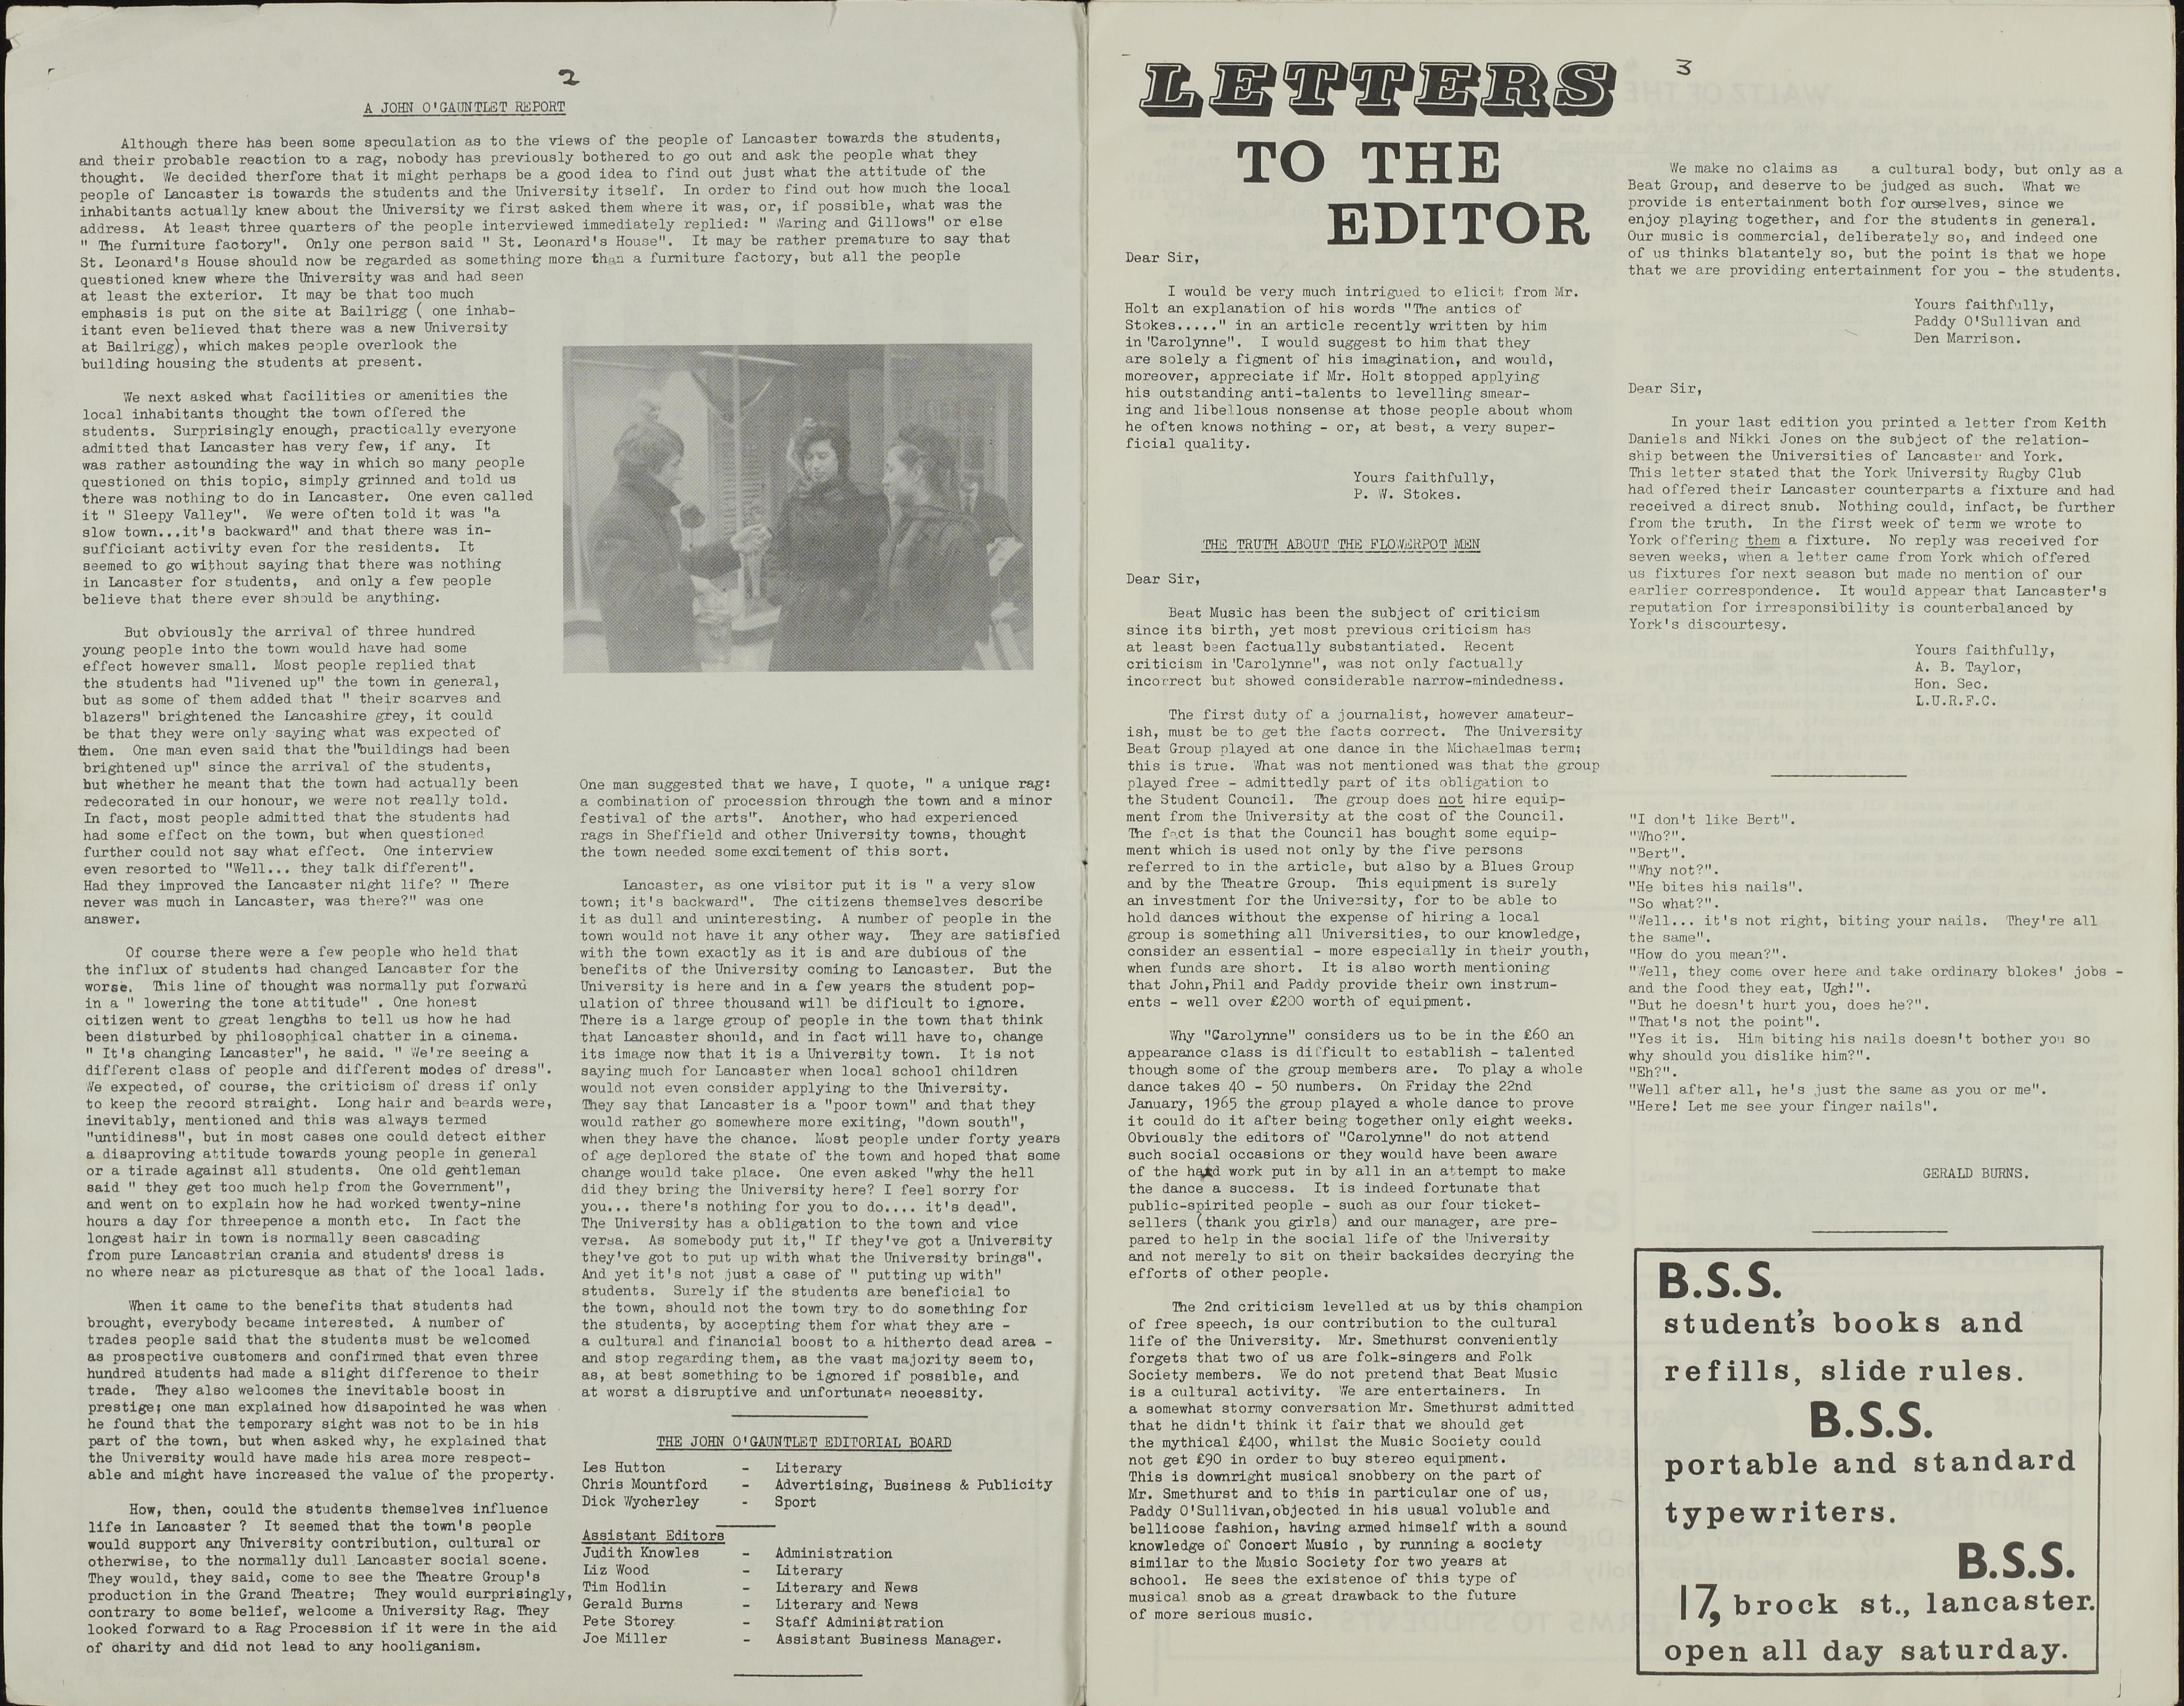 2
A JOHN O'GAUNTLET REPORT
Although there has been some speculation as to the views of the people of Lancaster towards the students,
and their probable reaction to a rag, nobody has previously bothered to go out and ask the people what they
thought. We decided therfore that it might perhaps be a good idea to find out just what the attitude of the
people of Lancaster is towards the students and the University itself. In order to find out how much the local
inhabitants actually knew about the University we first asked them where it was, or, if possible, what was the
address. At least three quarters of the people interviewed immediately replied: " Waring and Gillows" or else
" The furniture factory". Only one person said " St. Leonard's House". It may be rather premature to say that
St. Leonard's House should now be regarded as something more than a furniture factory, but all the people
questioned knew where the University was and had seen
at least the exterior. It may be that too much
emphasis is put on the site at Bailrigg ( one inhab-
itant even believed that there was a new University
at Bailrigg), which makes people overlook the
building housing the students at present.
We next asked what facilities or amenities the
local inhabitants thought the town offered the
students. Surprisingly enough, practically everyone
admitted that Lancaster has very few, if any. It
was rather astounding the way in which so many people
questioned on this topic, simply grinned and told us
there was nothing to do in Lancaster. One even called
it " Sleepy Valley". We were often told it was "a
slow town...it's backward" and that there was in-
sufficiant activity even for the residents. It
seemed to go without saying that there was nothing
in Lancaster for students, and only a few people
believe that there ever should be anything.
But obviously the arrival of three hundred
young people into the town would have had some
effect however small. Most people replied that
the students had "livened up" the town in general,
but as some of them added that " their scarves and
blazers" brightened the Lancashire grey, it could
be that they were only saying what was expected of
them. One man even said that the "buildings had been
brightened up" since the arrival of the students,
but whether he meant that the town had actually been
redecorated in our honour, we were not really told.
In fact, most people admitted that the students had
had some effect on the town, but when questioned
further could not say what effect. One interview
even resorted to "Well... they talk different".
Had they improved the Lancaster night life? " There
never was much in Lancaster, was there?" was one
answer.
Of course there were a few people who held that
the influx of students had changed Lancaster for the
worse. This line of thought was normally put forward
in a " lowering the tone attitude" . One honest
citizen went to great lengths to tell us how he had
been disturbed by philosophical chatter in a cinema.
" It's changing Lancaster", he said. " We're seeing a
different class of people and different modes of dress".
We expected, of course, the criticism of dress if only
to keep the record straight. Long hair and beards were,
inevitably, mentioned and this was always termed
"untidiness", but in most cases one could detect either
a disaproving attitude towards young people in general
or a tirade against all students. One old gentleman
said " they get too much help from the Government",
and went on to explain how he had worked twenty-nine
hours a day for threepence a month etc. In fact the
longest hair in town is normally seen cascading
from pure Lancastrian crania and students' dress is
no where near as picturesque as that of the local lads.
When it came to the benefits that students had
brought, everybody became interested. A number of
trades people said that the students must be welcomed
as prospective customers and confirmed that even three
hundred students had made a slight difference to their
trade. They also welcomes the inevitable boost in
prestige; one man explained how disapointed he was when
he found that the temporary sight was not to be in his
part of the town, but when asked why, he explained that
the University would have made his area more respect-
able and might have increased the value of the property.
How, then, could the students themselves influence
life in Lancaster ? It seemed that the town's people
would support any University contribution, cultural or
otherwise, to the normally dull Lancaster social scene.
They would, they said, come to see the Theatre Group's
production in the Grand Theatre; They would surprisingly,
contrary to some belief, welcome a University Rag. They
looked forward to a Rag Procession if it were in the aid
of charity and did not lead to any hooliganism.
One man suggested that we have, I quote, " a unique rag:
a combination of procession through the town and a minor
festival of the arts". Another, who had experienced
rags in Sheffield and other University towns, thought
the town needed some excitement of this sort.
Lancaster, as one visitor put it is " a very slow
town; it's backward". The citizens themselves describe
it as dull and uninteresting. A number of people in the
town would not have it any other way. They are satisfied
with the town exactly as it is and are dubious of the
benefits of the University coming to Lancaster. But the
University is here and in a few years the student pop-
ulation of three thousand will be dificult to ignore.
There is a large group of people in the town that think
that Lancaster should, and in fact will have to, change
its image now that it is a University town. It is not
saying much for Lancaster when local school children
would not even consider applying to the University.
They say that Lancaster is a "poor town" and that they
would rather go somewhere more exiting, "down south",
when they have the chance. Most people under forty years
of age deplored the state of the town and hoped that some
change would take place. One even asked "why the hell
did they bring the University here? I feel sorry for
you... there's nothing for you to do.... it's dead".
The University has a obligation to the town and vice
versa. As somebody put it," If they've got a University
they've got to put up with what the University brings".
And yet it's not just a case of " putting up with"
students. Surely if the students are beneficial to
the town, should not the town try to do something for
the students, by accepting them for what they are -
a cultural and financial boost to a hitherto dead area -
and stop regarding them, as the vast majority seem to,
as, at best something to be ignored if possible, and
at worst a disruptive and unfortunate necessity.
THE JOHN O'GAUNTLET EDITORIAL BOARD
Les Hutton - Literary
Chris Mountford - Advertising, Business & Publicity
Dick Wycherley - Sport
Assistant Editors
Judith Knowles - Administration
Liz Wood - Literary
Tim Hodlin - Literary and News
Gerald Burns - Literary and News
Pete Storey - Staff Administration
Joe Miller - Assistant Business Manager.
3
LETTERS
TO THE
EDITOR
Dear Sir,
I would be very much intrigued to elicit from Mr.
Holt an explanation of his words "The antics of
Stokes....." in an article recently written by him
in 'Carolynne". I would suggest to him that they
are solely a figment of his imagination, and would,
moreover, appreciate if Mr. Holt stopped applying
his outstanding anti-talents to levelling smear-
ing and libellous nonsense at those people about whom
he often knows nothing - or, at best, a very super-
ficial quality.
Yours faithfully,
P. W. Stokes.
THE TRUTH ABOUT THE FLOWERPOT MEN
Dear Sir,
Beat Music has been the subject of criticism
since its birth, yet most previous criticism has
at least been factually substantiated. Recent
criticism in 'Carolynne", was not only factually
incorrect but showed considerable narrow-mindedness.
The first duty of a journalist, however amateur-
ish, must be to get the facts correct. The University
Beat Group played at one dance in the Michaelmas term;
this is true. What was not mentioned was that the group
played free - admittedly part of its obligation to
the Student Council. The group does not hire equip-
ment from the University at the cost of the Council.
The fact is that the Council has bought some equip-
ment which is used not only by the five persons
referred to in the article, but also by a Blues Group
and by the Theatre Group. This equipment is surely
an investment for the University, for to be able to
hold dances without the expense of hiring a local
group is something all Universities, to our knowledge,
consider an essential - more especially in their youth,
when funds are short. It is also worth mentioning
that John,Phil and Paddy provide their own instrum-
ents - well over £200 worth of equipment.
Why "Carolynne" considers us to be in the £60 an
appearance class is difficult to establish - talented
though some of the group members are. To play a whole
dance takes 40 - 50 numbers. On Friday the 22nd
January, 1965 the group played a whole dance to prove
it could do it after being together only eight weeks.
Obviously the editors of "Carolynne" do not attend
such social occasions or they would have been aware
of the hard work put in by all in an attempt to make
the dance a success. It is indeed fortunate that
public-spirited people - such as our four ticket-
sellers (thank you girls) and our manager, are pre-
pared to help in the social life of the University
and not merely to sit on their backsides decrying the
efforts of other people.
The 2nd criticism levelled at us by this champion
of free speech, is our contribution to the cultural
life of the University. Mr. Smethurst conveniently
forgets that two of us are folk-singers and Folk
Society members. We do not pretend that Beat Music
is a cultural activity. We are entertainers. In
a somewhat stormy conversation Mr. Smethurst admitted
that he didn't think it fair that we should get
the mythical £400, whilst the Music Society could
not get £90 in order to buy stereo equipment.
This is downright musical snobbery on the part of
Mr. Smethurst and to this in particular one of us,
Paddy O'Sullivan,objected in his usual voluble and
bellicose fashion, having armed himself with a sound
knowledge of Concert Music , by running a society
similar to the Music Society for two years at
school. He sees the existence of this type of
musical snob as a great drawback to the future
of more serious music.
We make no claims as a cultural body, but only as a
Beat Group, and deserve to be judged as such. What we
provide is entertainment both for ourselves, since we
enjoy playing together, and for the students in general.
Our music is commercial, deliberately so, and indeed one
of us thinks blatantely so, but the point is that we hope
that we are providing entertainment for you - the students.
Yours faithfully,
Paddy O'Sullivan and
Den Marrison.
Dear Sir,
In your last edition you printed a letter from Keith
Daniels and Nikki Jones on the subject of the relation-
ship between the Universities of Lancaster and York.
This letter stated that the York University Rugby Club
had offered their Lancaster counterparts a fixture and had
received a direct snub. Nothing could, infact, be further
from the truth. In the first week of term we wrote to
York offering them a fixture. No reply was received for
seven weeks, when a letter came from York which offered
us fixtures for next season but made no mention of our
earlier correspondence. It would appear that Lancaster's
reputation for irresponsibility is counterbalanced by
York's discourtesy.
Yours faithfully,
A. B. Taylor,
Hon. Sec.
L.U.R.F.C.
"I don't like Bert".
"Who?".
"Bert".
"Why not?".
"He bites his nails".
"So what?".
"Well... it's not right, biting your nails. They're all
the same".
"How do you mean?".
"Well, they come over here and take ordinary blokes' jobs -
and the food they eat, Ugh!".
"But he doesn't hurt you, does he?".
"That's not the point".
"Yes it is. Him biting his nails doesn't bother you so
why should you dislike him?".
"Eh?".
"Well after all, he's just the same as you or me".
"Here! Let me see your finger nails".
GERALD BURNS.
B.S.S.
student's books and
refills, slide rules.
B.S.S.
portable and standard
typewriters.
B.S.S.
17, brock st., lancaster.
open all day saturday.